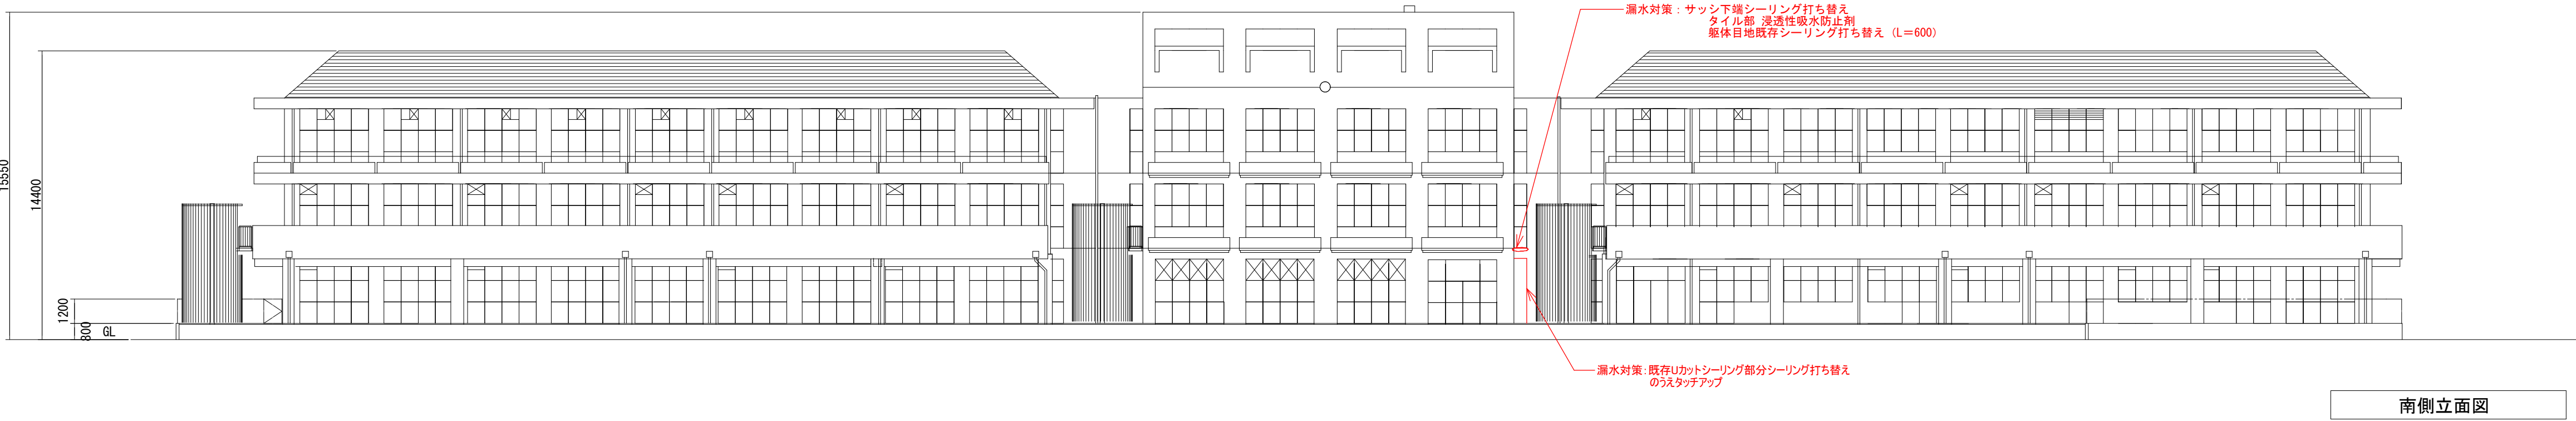 漏水対策：サッシ下端シーリング打ち替え
タイル部 浸透性吸水防止剤
躯体目地既存シーリング打ち替え（L＝600）
15550
14400
1200
800
GL
漏水対策：既存Uカットシーリング部分シーリング打ち替え
のうえタッチアップ
南側立面図